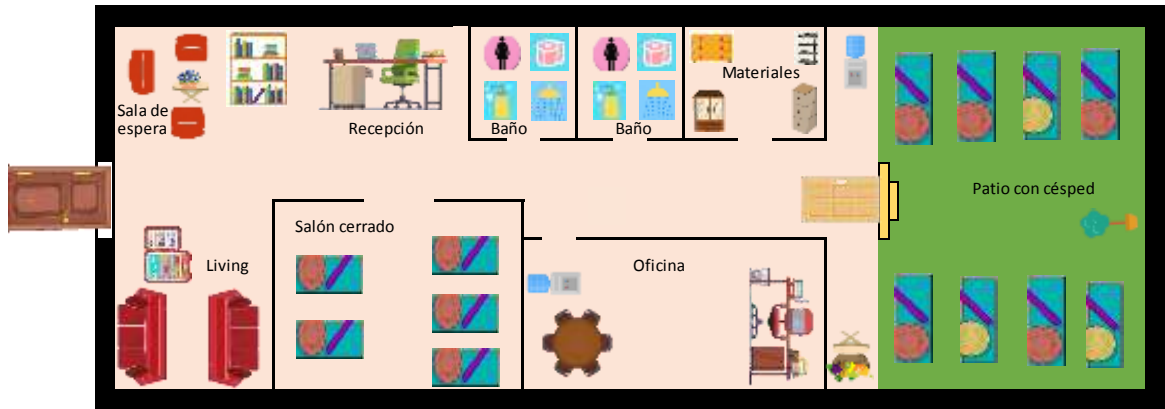 Materiales
Sala de
espera
Recepción
Baño
Baño
Patio con césped
Salón cerrado
Living
Oficina